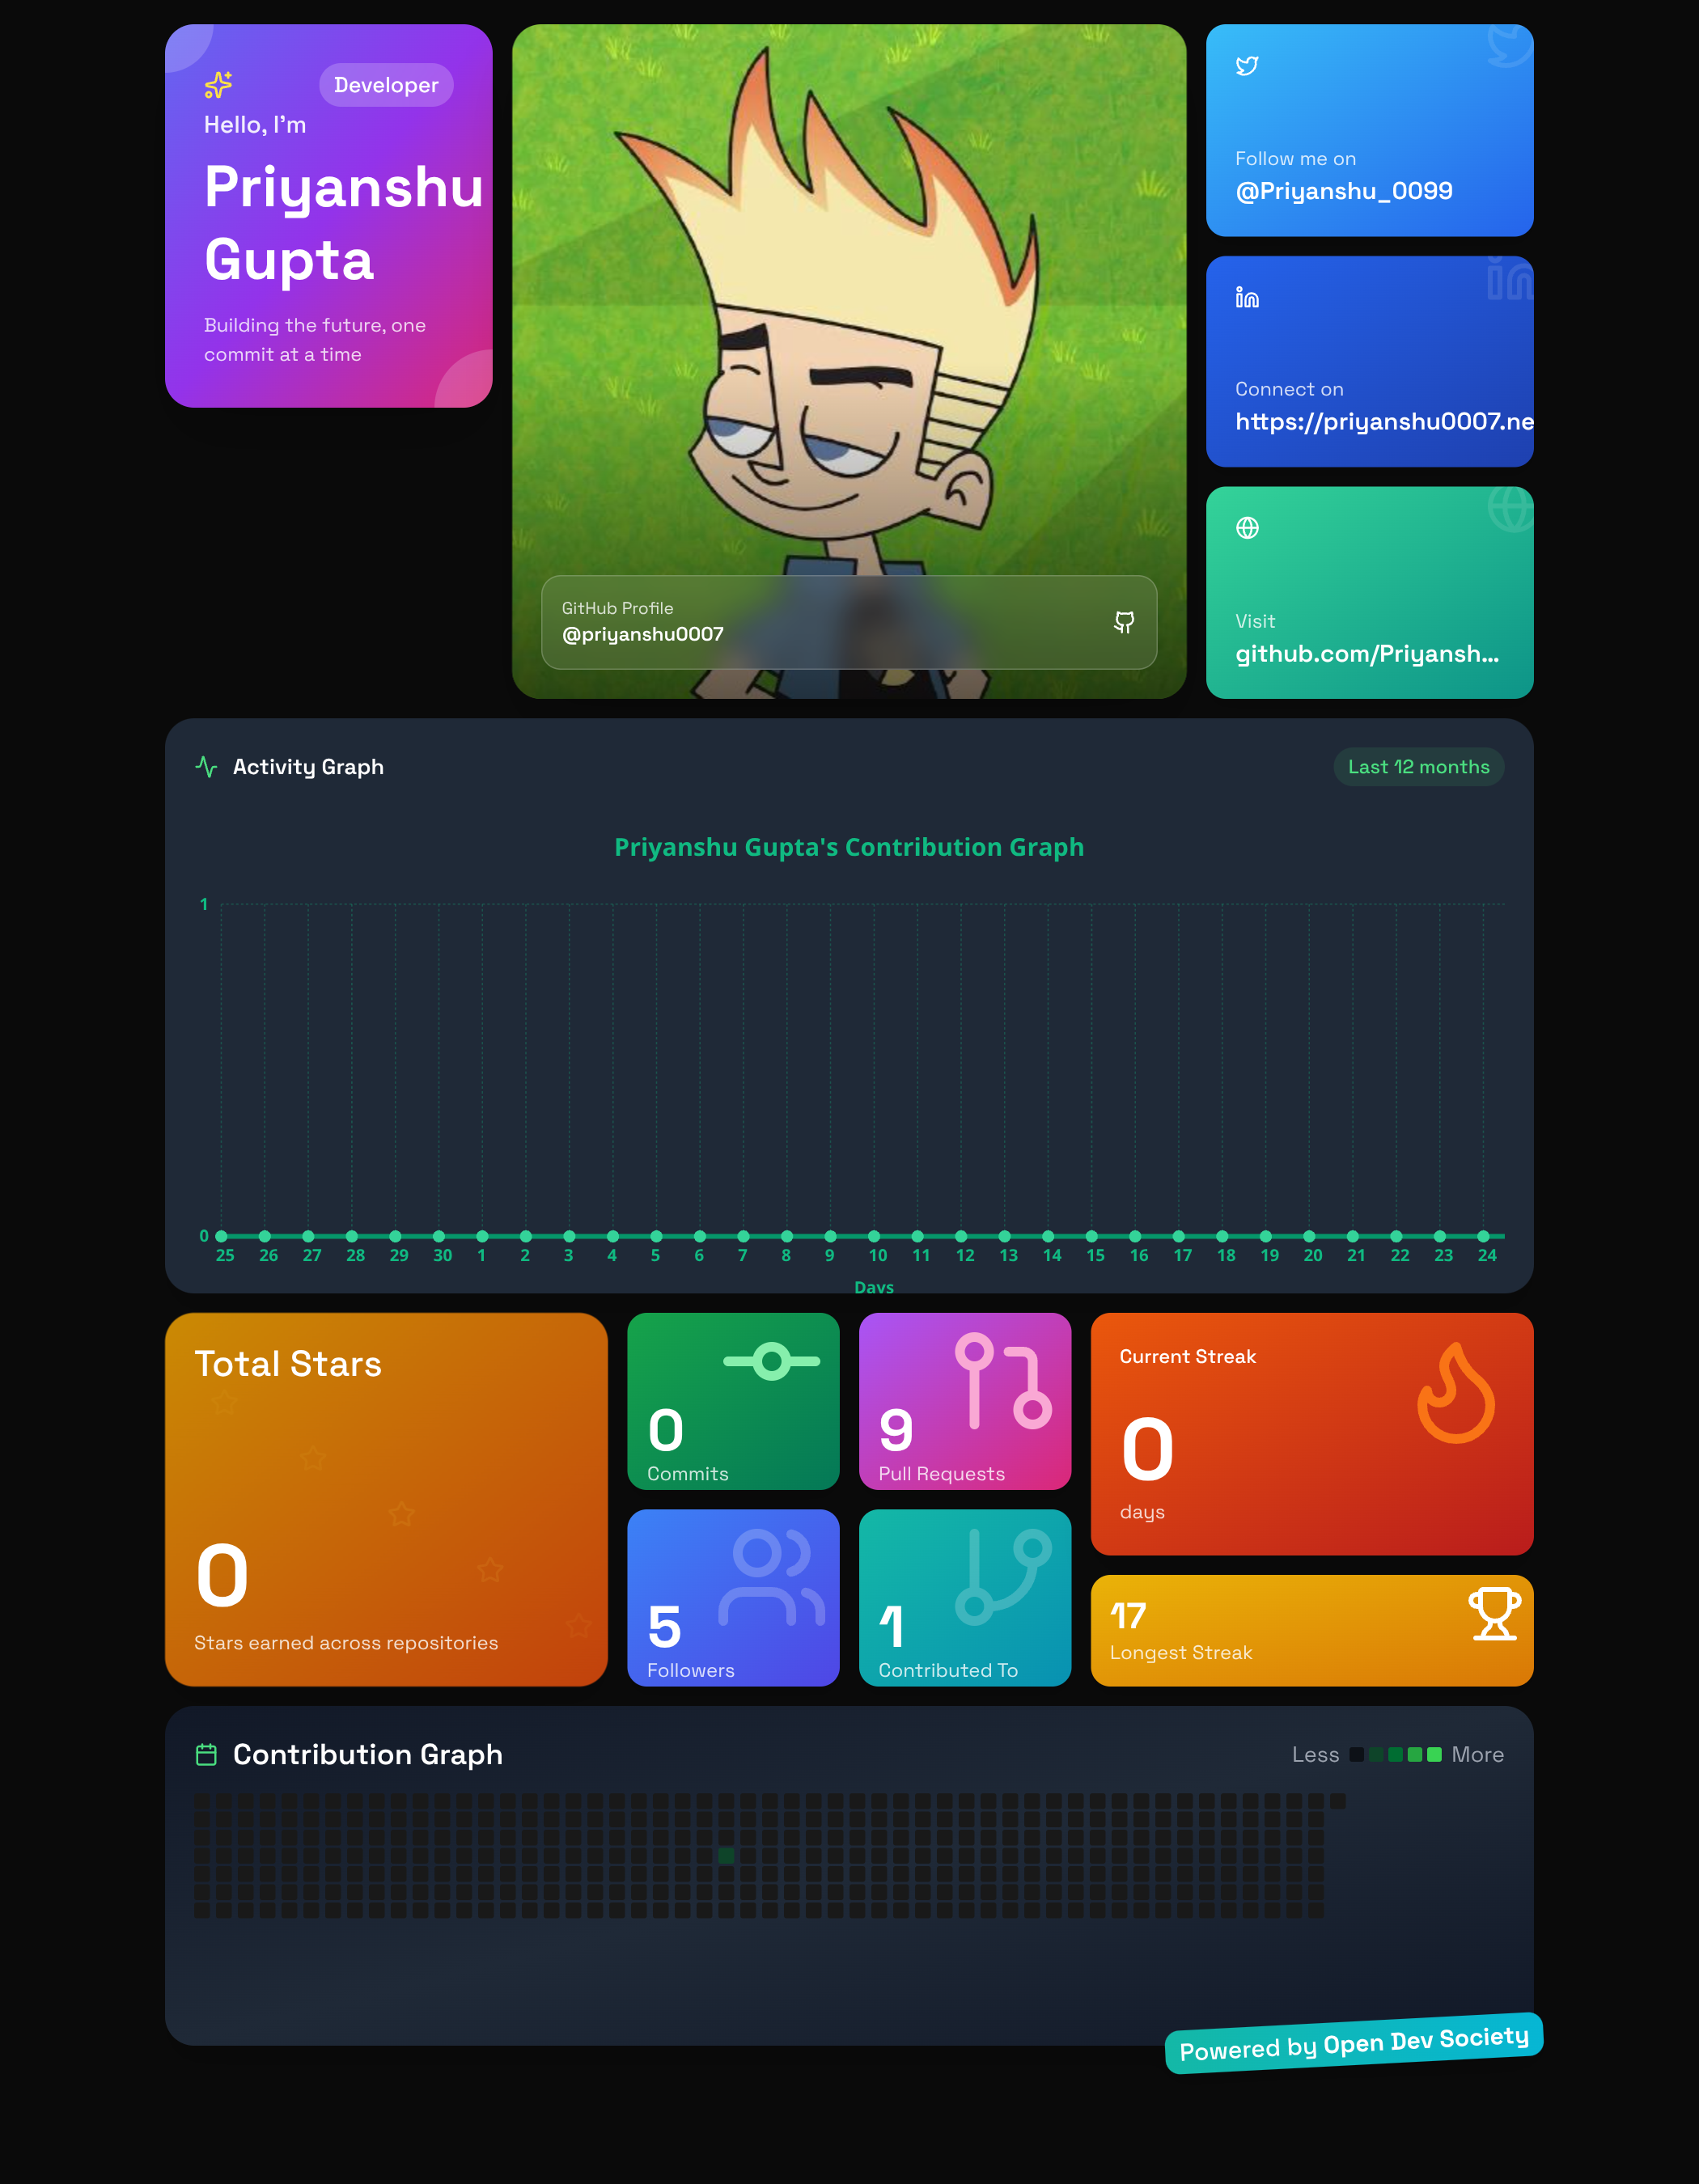 Developer
Hello, I'm
Priyanshu
Gupta
Building the future, one
commit at a time
GitHub Profile
@priyanshu0007
Follow me on
@Priyanshu_0099
Connect on
https://priyanshu0007.ne
Visit
github.com/Priyansh...
Activity Graph
Last 12 months
Priyanshu Gupta's Contribution Graph
1
0
25 26 27 28 29 30 1 2 3 4 5 6 7 8 9 10 11 12 13 14 15 16 17 18 19 20 21 22 23 24
Days
Total Stars
0
Stars earned across repositories
0
Commits
9
Pull Requests
5
Followers
1
Contributed To
Current Streak
0
days
17
Longest Streak
Contribution Graph
Less More
Powered by Open Dev Society